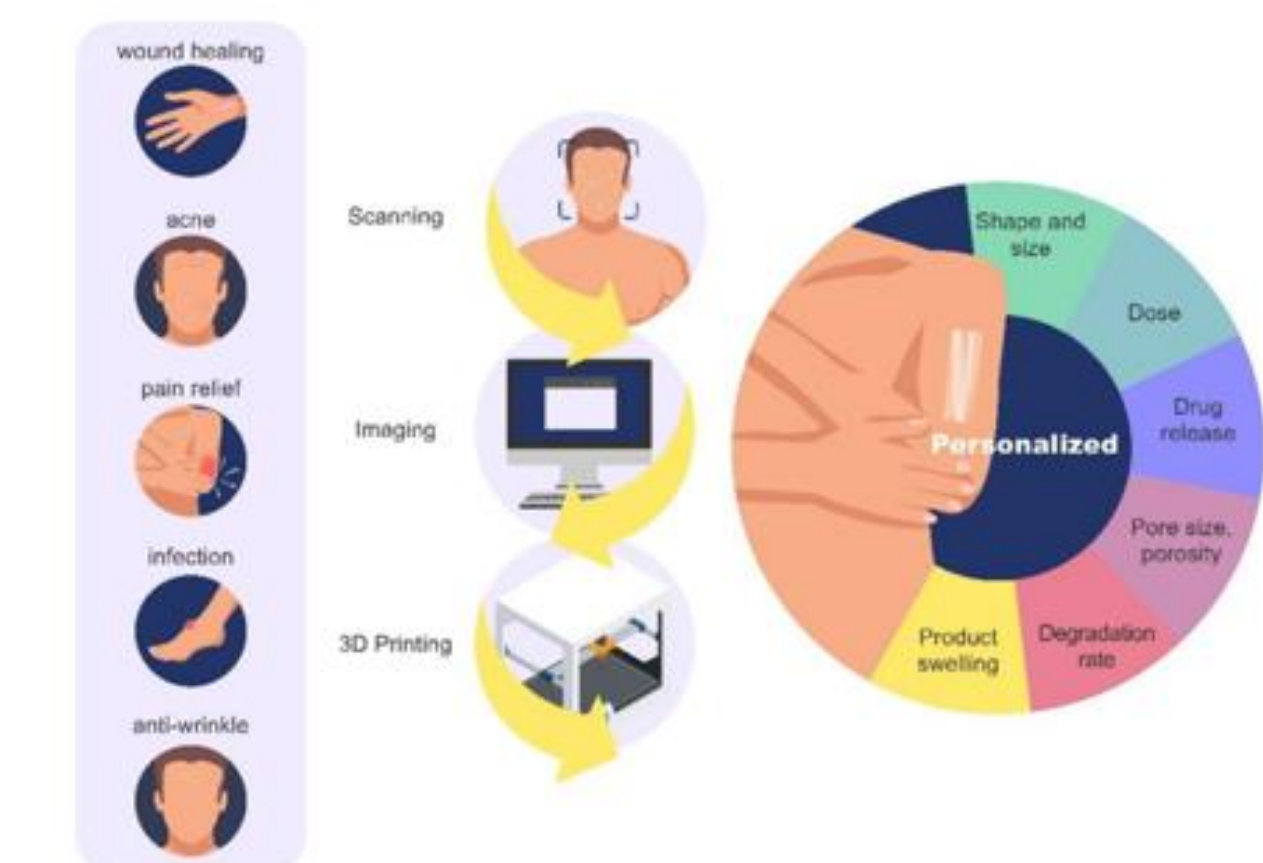 wound healing
acne
pain relief
infection
anti-wrinkle
Scanning
Imaging
3D Printing
Shape and
size
Dose
Drug
release
Pore size,
porosity
Degradation
rate
Product
swelling
Personalized